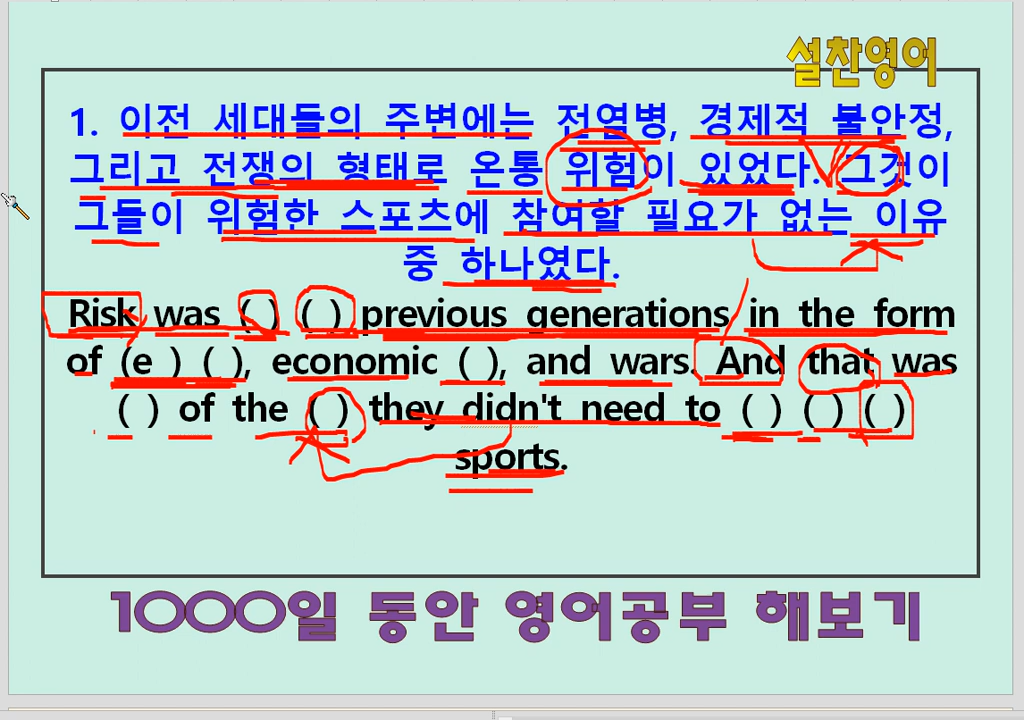 설찬영어
1. 이전 세대들의 주변에는 전염병, 경제적 불안정,
그리고 전쟁의 형태로 온통 위험이 있었다. 그것이
그들이 위험한 스포츠에 참여할 필요가 없는 이유
중 하나였다.
Risk was ( ) ( ) previous generations in the form
of (e ) ( ), economic ( ), and wars. And that was
( ) of the ( ) they didn't need to ( ) ( ) ( )
sports.
1000일 동안 영어공부 해보기